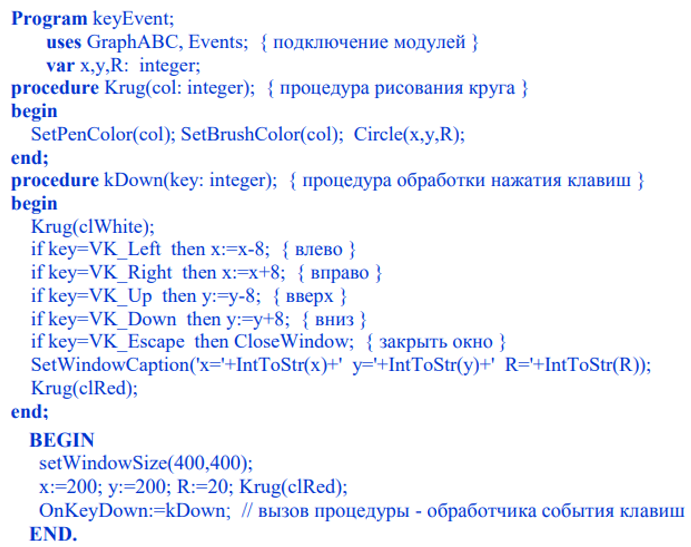 Program keyEvent;
uses GraphABC, Events; { подключение модулей }
var x,y,R: integer;
procedure Krug(col: integer); { процедура рисования круга }
begin
SetPenColor(col); SetBrushColor(col); Circle(x,y,R);
end;
procedure kDown(key: integer); { процедура обработки нажатия клавиш }
begin
Krug(clWhite);
if key=VK_Left then x:=x-8; { влево }
if key=VK_Right then x:=x+8; { вправо }
if key=VK_Up then y:=y-8; { вверх }
if key=VK_Down then y:=y+8; { вниз }
if key=VK_Escape then CloseWindow; { закрыть окно }
SetWindowCaption('x='+IntToStr(x)+' y='+IntToStr(y)+' R='+IntToStr(R));
Krug(clRed);
end;
BEGIN
setWindowSize(400,400);
x:=200; y:=200; R:=20; Krug(clRed);
OnKeyDown:=kDown; // вызов процедуры - обработчика события клавиш
END.